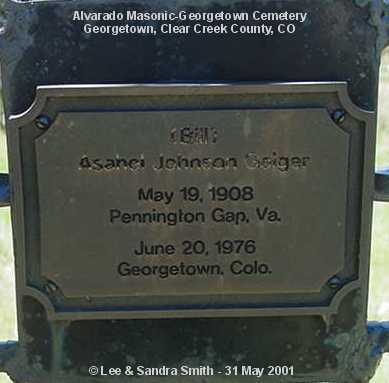 Alvarado Masonic-Georgetown Cemetery
Georgetown, Clear Creek County, CO
Johnson Geiger
May 19, 1908
Pennington Gap, Va.
June 20, 1976
Georgetown, Colo.
© Lee & Sandra Smith - 31 May 2001